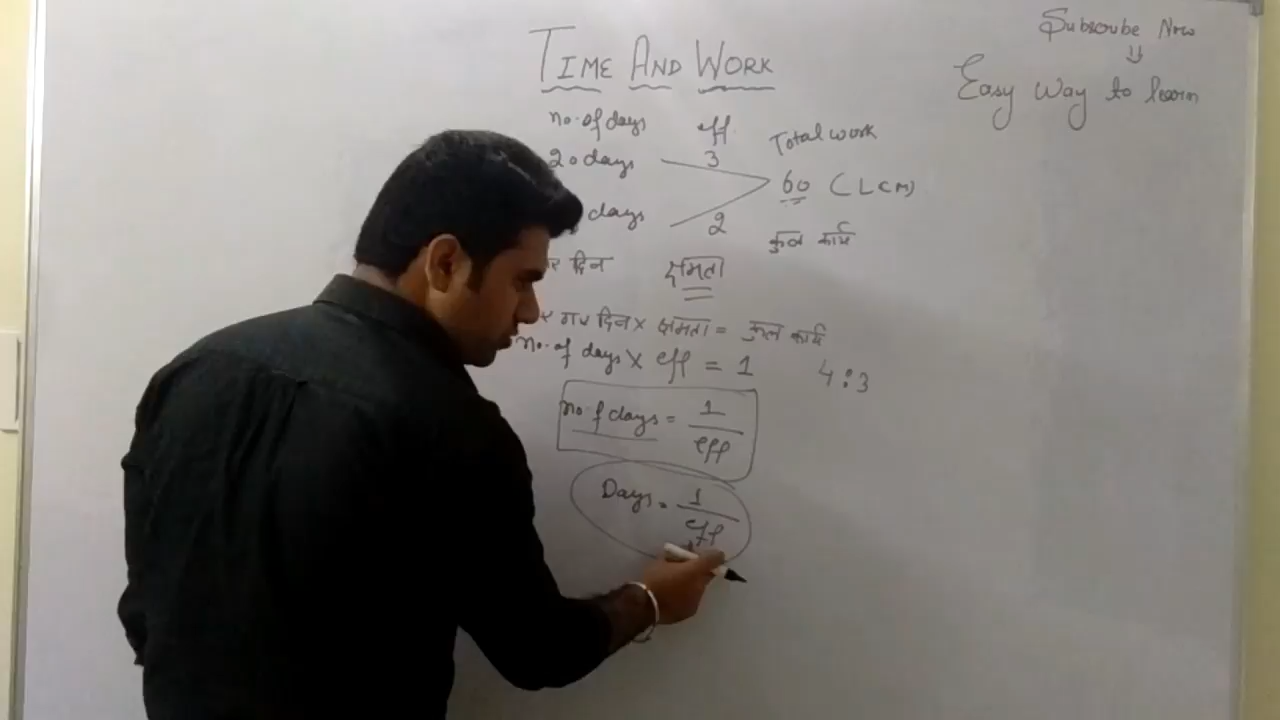 Subscribe Now
⇓
Easy Way to learn
TIME AND WORK
no. of days eff Total work
20 days 3
60 (LCM)
days 2
कुल कार्य
दिन क्षमता
गए दिन × क्षमता = कुल कार्य
no. of days × eff = 1
4:3
no. of days = 1/eff
Days = 1/eff